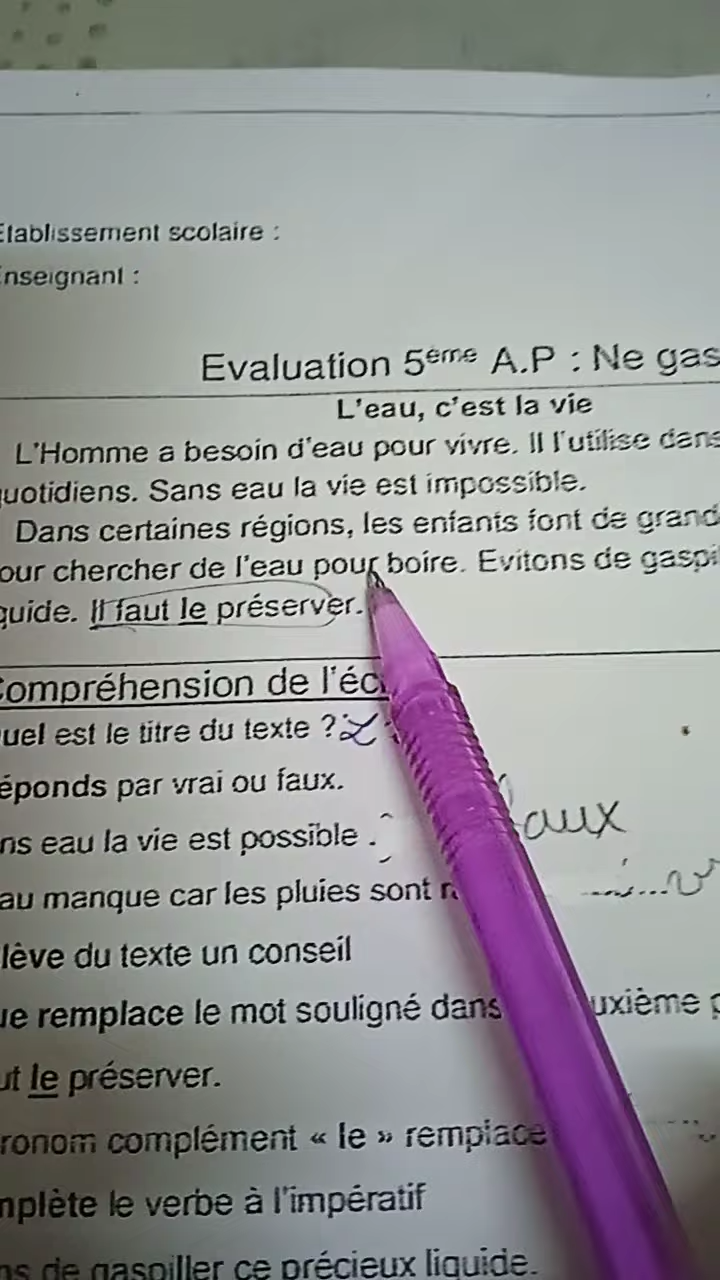 Etablissement scolaire :
Enseignant :
Evaluation 5ème A.P : Ne gas
L'eau, c'est la vie
L'Homme a besoin d'eau pour vivre. Il l'utilise dans
quotidiens. Sans eau la vie est impossible.
Dans certaines régions, les enfants font de grand
our chercher de l'eau pour boire. Evitons de gaspi
quide. Il faut le préserver.
Compréhension de l'éc
uel est le titre du texte ?
éponds par vrai ou faux.
ns eau la vie est possible . faux
au manque car les pluies sont r
lève du texte un conseil
ue remplace le mot souligné dans uxième p
ut le préserver.
ronom complément « le » remplace
mplète le verbe à l'impératif
ns de gaspiller ce précieux liquide.